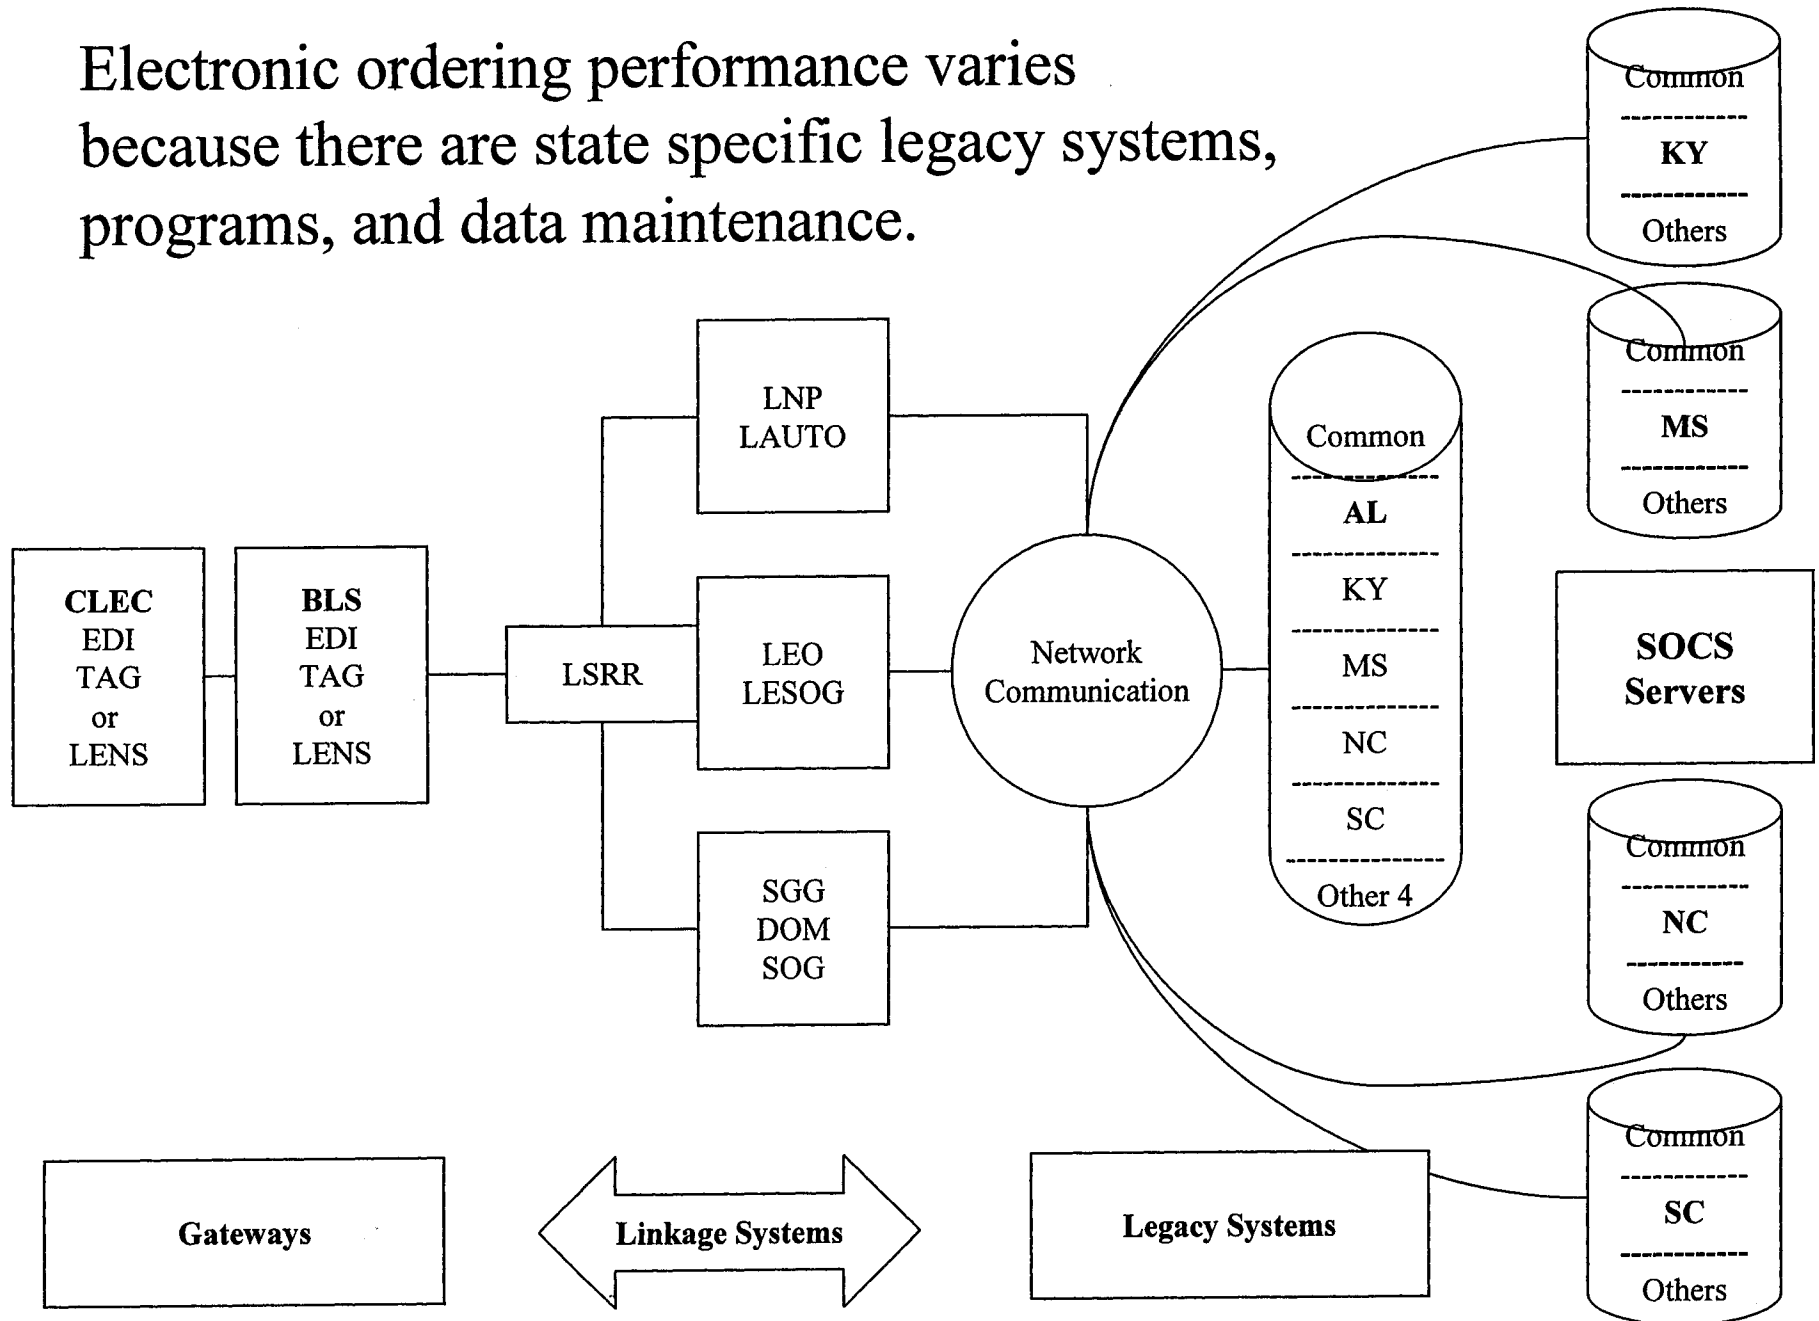 Electronic ordering performance varies
because there are state specific legacy systems,
programs, and data maintenance.
CLEC
EDI
TAG
or
LENS
BLS
EDI
TAG
or
LENS
LSRR
LNP
LAUTO
LEO
LESOG
SGG
DOM
SOG
Network
Communication
Common
AL
KY
MS
NC
SC
Other 4
Common
KY
Others
Common
MS
Others
SOCS
Servers
Common
NC
Others
Common
SC
Others
Gateways
Linkage Systems
Legacy Systems